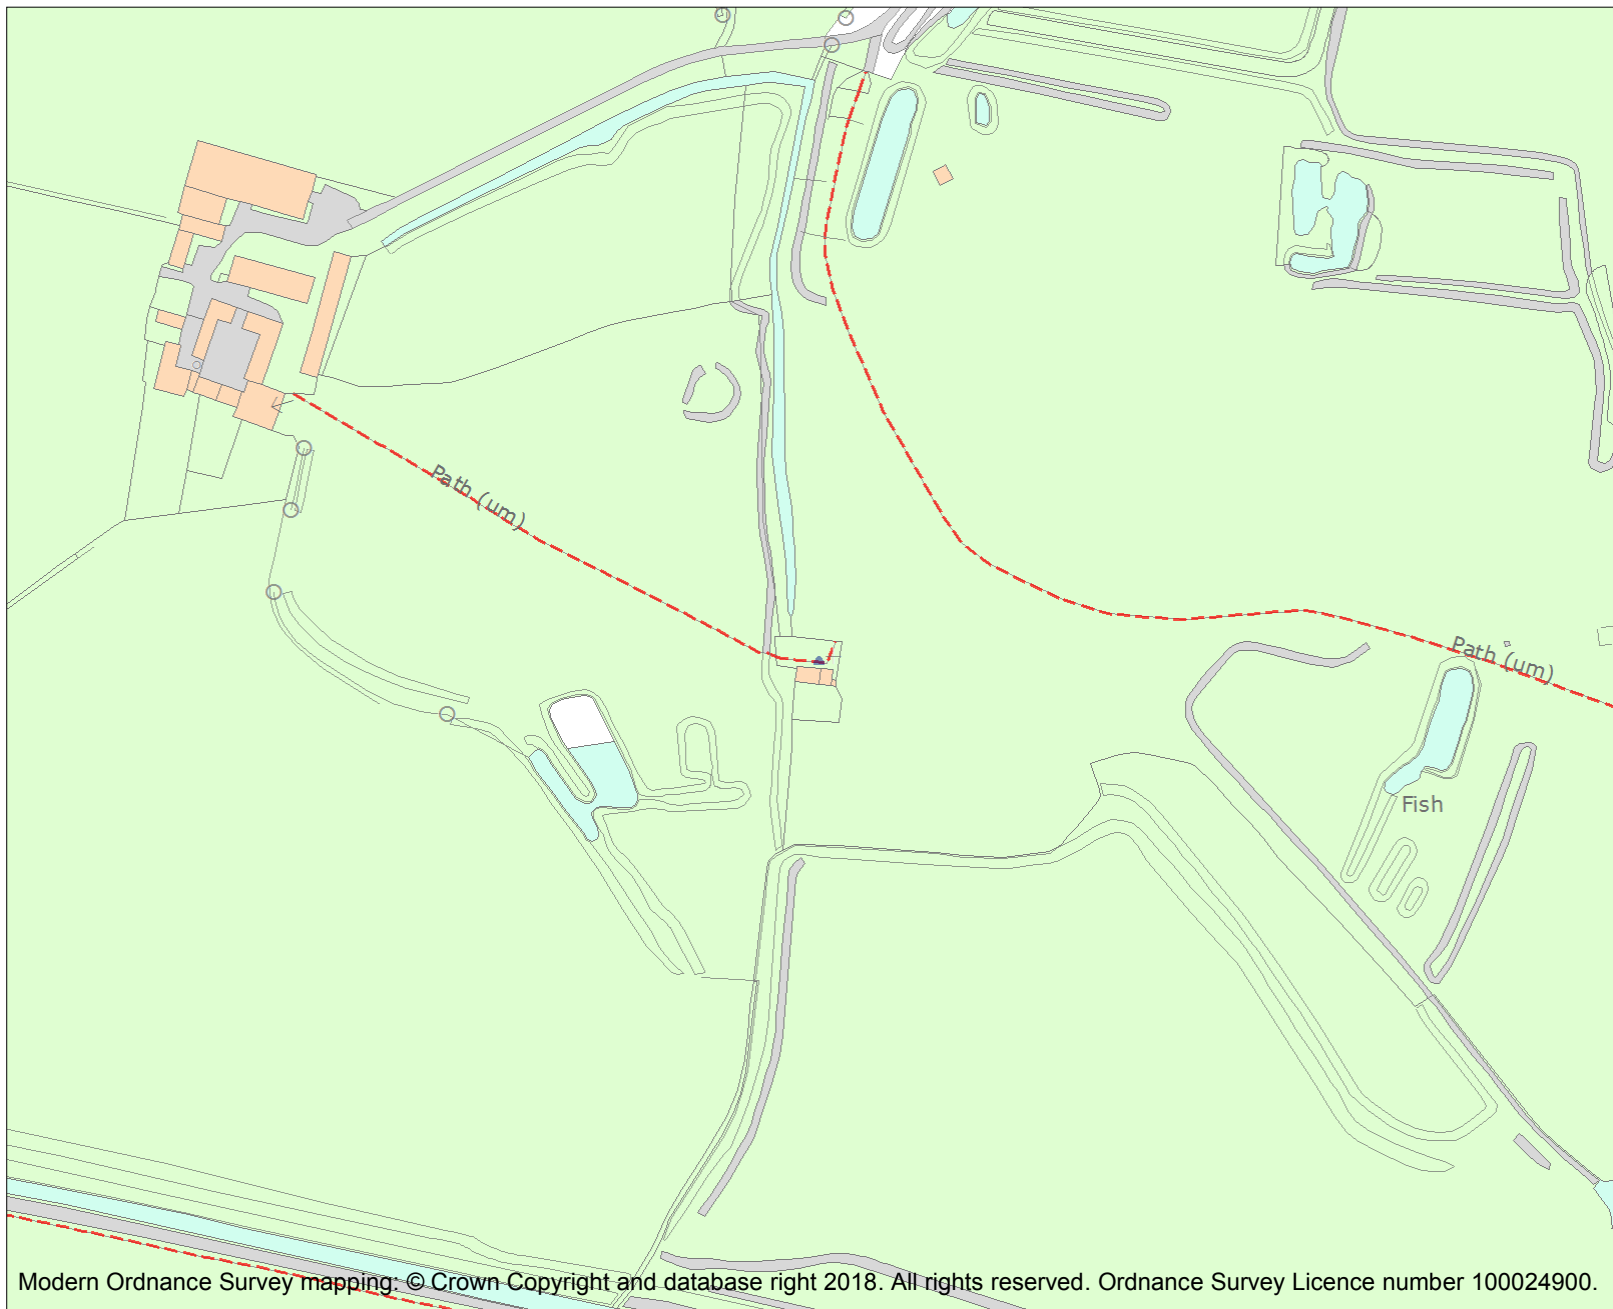 Path (um)
Path (um)
Fish
Modern Ordnance Survey mapping: © Crown Copyright and database right 2018. All rights reserved. Ordnance Survey Licence number 100024900.